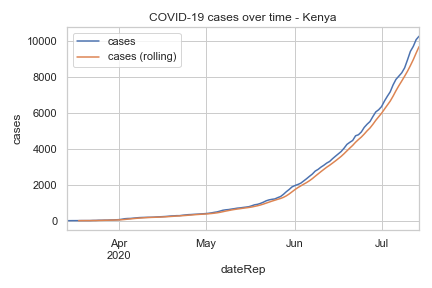 COVID-19 cases over time - Kenya
cases
cases (rolling)
10000
8000
6000
4000
2000
0
cases
Apr
2020
May
Jun
Jul
dateRep